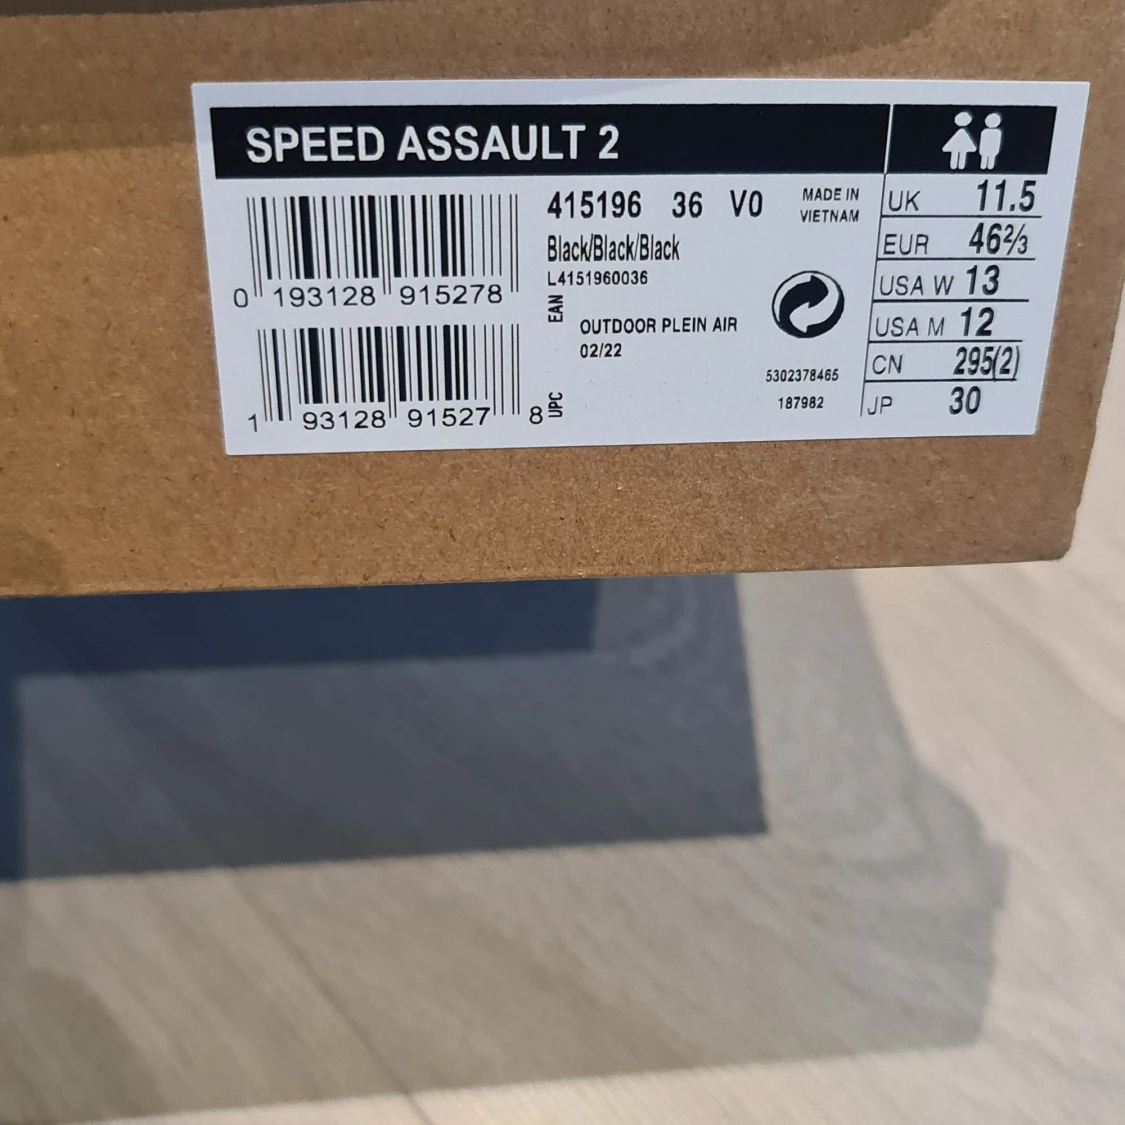 SPEED ASSAULT 2
0 193128 915278
EAN
1 93128 91527 8
UPC
415196 36 V0
Black/Black/Black
L4151960036
OUTDOOR PLEIN AIR
02/22
MADE IN
VIETNAM
5302378465
187982
UK 11.5
EUR 46⅔
USA W 13
USA M 12
CN 295(2)
JP 30